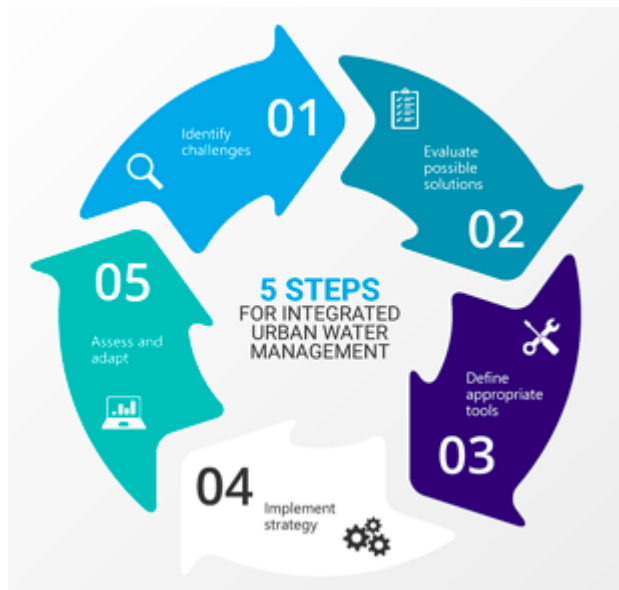 5 STEPS
FOR INTEGRATED
URBAN WATER
MANAGEMENT
01
Identify
challenges
02
Evaluate
possible
solutions
03
Define
appropriate
tools
04
Implement
strategy
05
Assess and
adapt